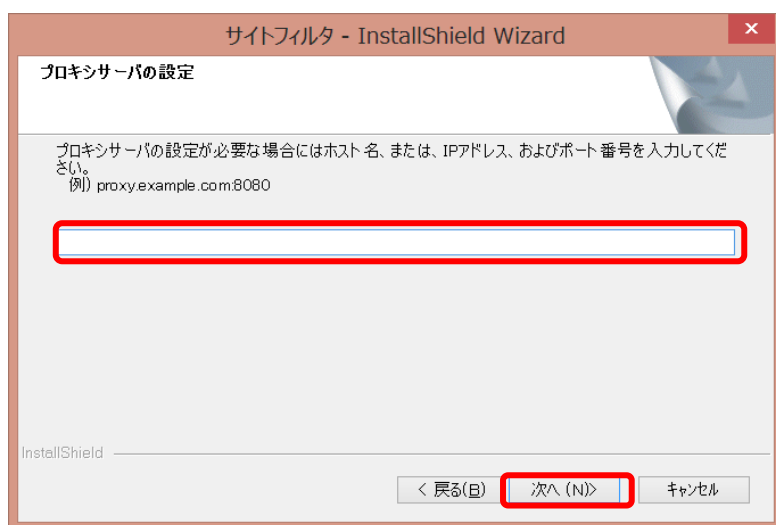 サイトフィルタ - InstallShield Wizard
×
プロキシサーバの設定
プロキシサーバの設定が必要な場合にはホスト名、または、IPアドレス、およびポート番号を入力してくだ
さい。
例) proxy.example.com:8080
InstallShield
< 戻る(B)
次へ (N)>
キャンセル